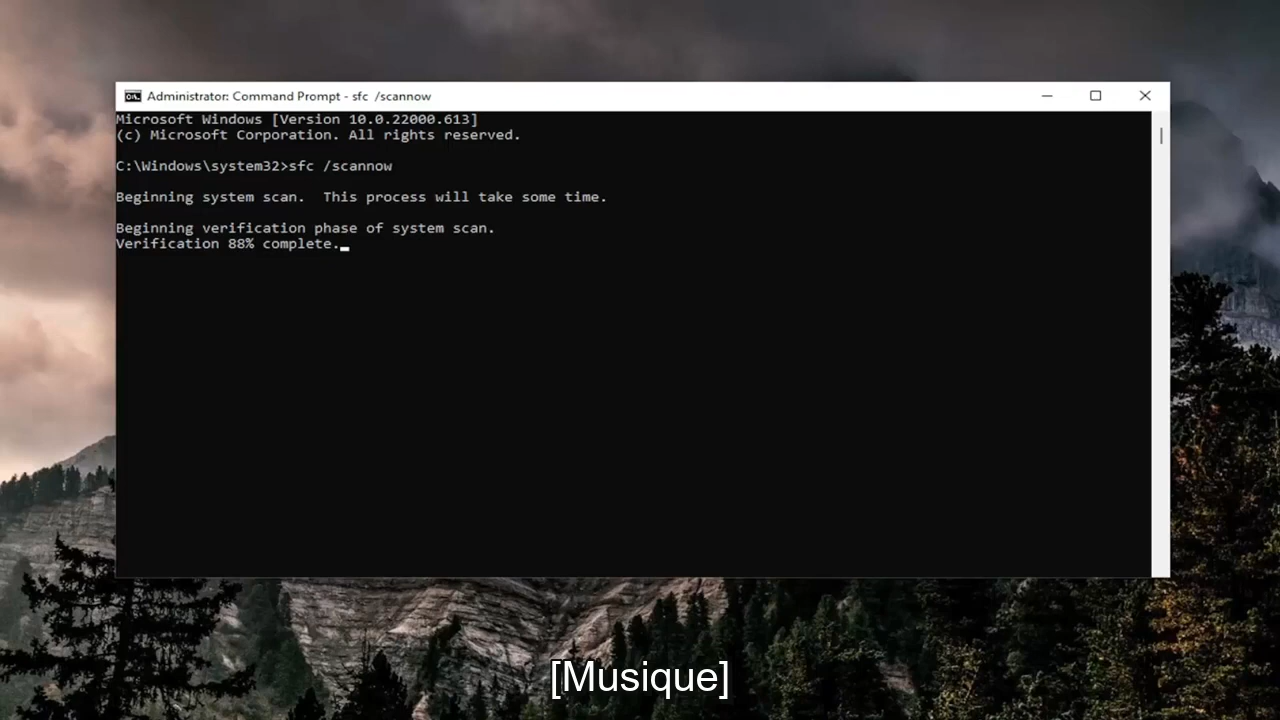 Administrator: Command Prompt - sfc  /scannow
Microsoft Windows [Version 10.0.22000.613]
(c) Microsoft Corporation. All rights reserved.
C:\Windows\system32>sfc /scannow
Beginning system scan.  This process will take some time.
Beginning verification phase of system scan.
Verification 88% complete.
[Musique]